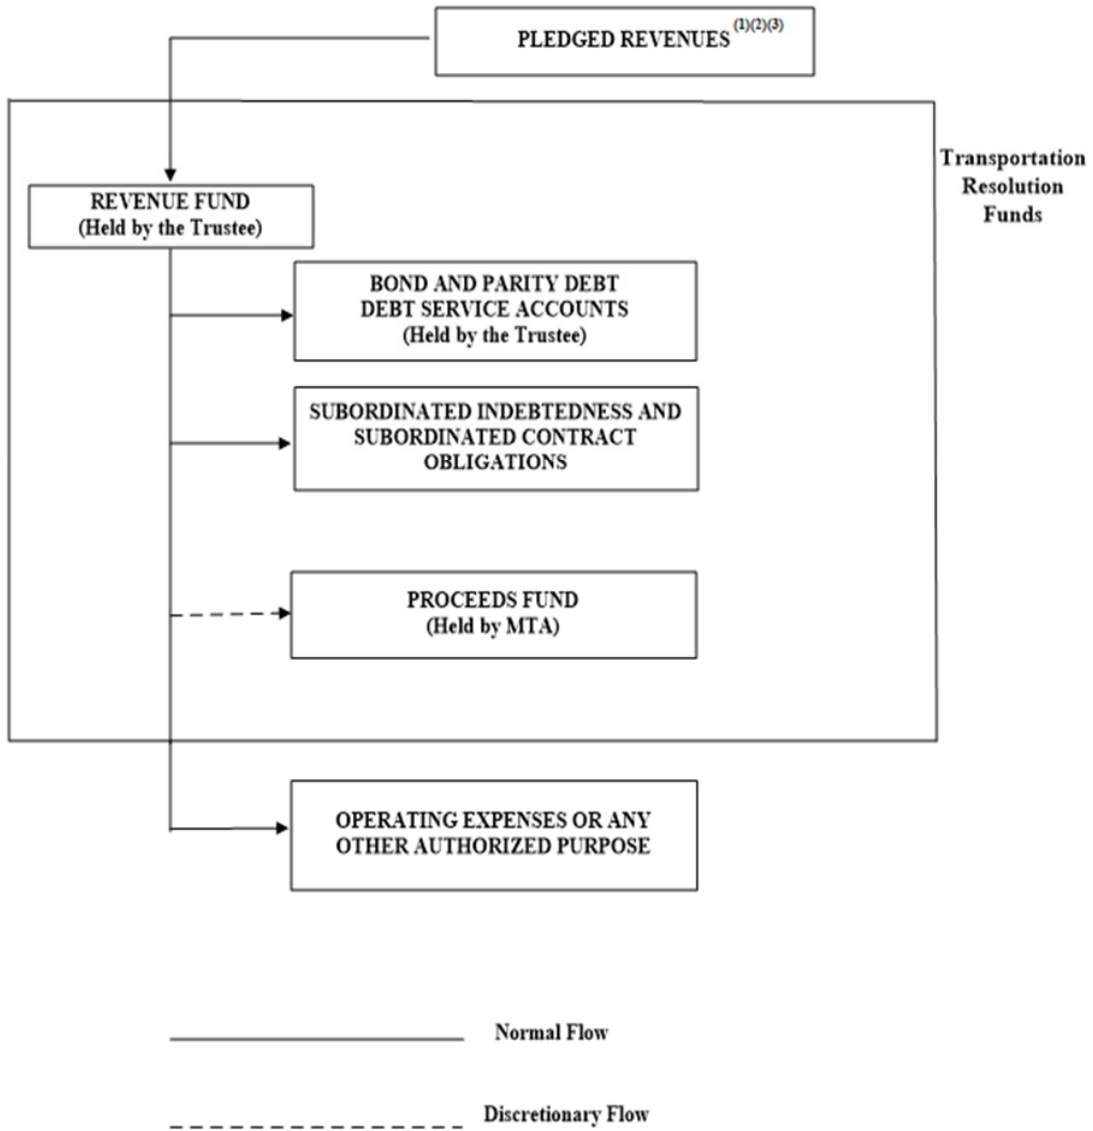 PLEDGED REVENUES (1)(2)(3)
Transportation
Resolution
Funds
REVENUE FUND
(Held by the Trustee)
BOND AND PARITY DEBT
DEBT SERVICE ACCOUNTS
(Held by the Trustee)
SUBORDINATED INDEBTEDNESS AND
SUBORDINATED CONTRACT
OBLIGATIONS
PROCEEDS FUND
(Held by MTA)
OPERATING EXPENSES OR ANY
OTHER AUTHORIZED PURPOSE
Normal Flow
Discretionary Flow